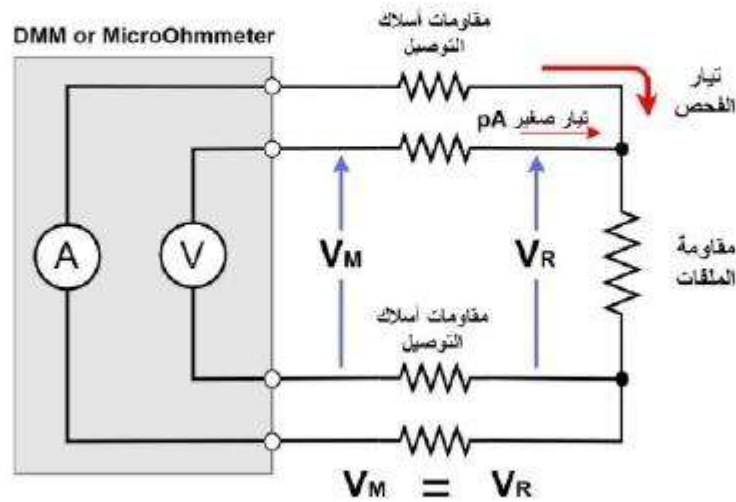 DMM or MicroOhmmeter
مقاومات أسلاك
التوصيل
تيار
الفحص
تيار صغير pA
A
V
VM
VR
مقاومة
الملفات
مقاومات أسلاك
التوصيل
VM = VR